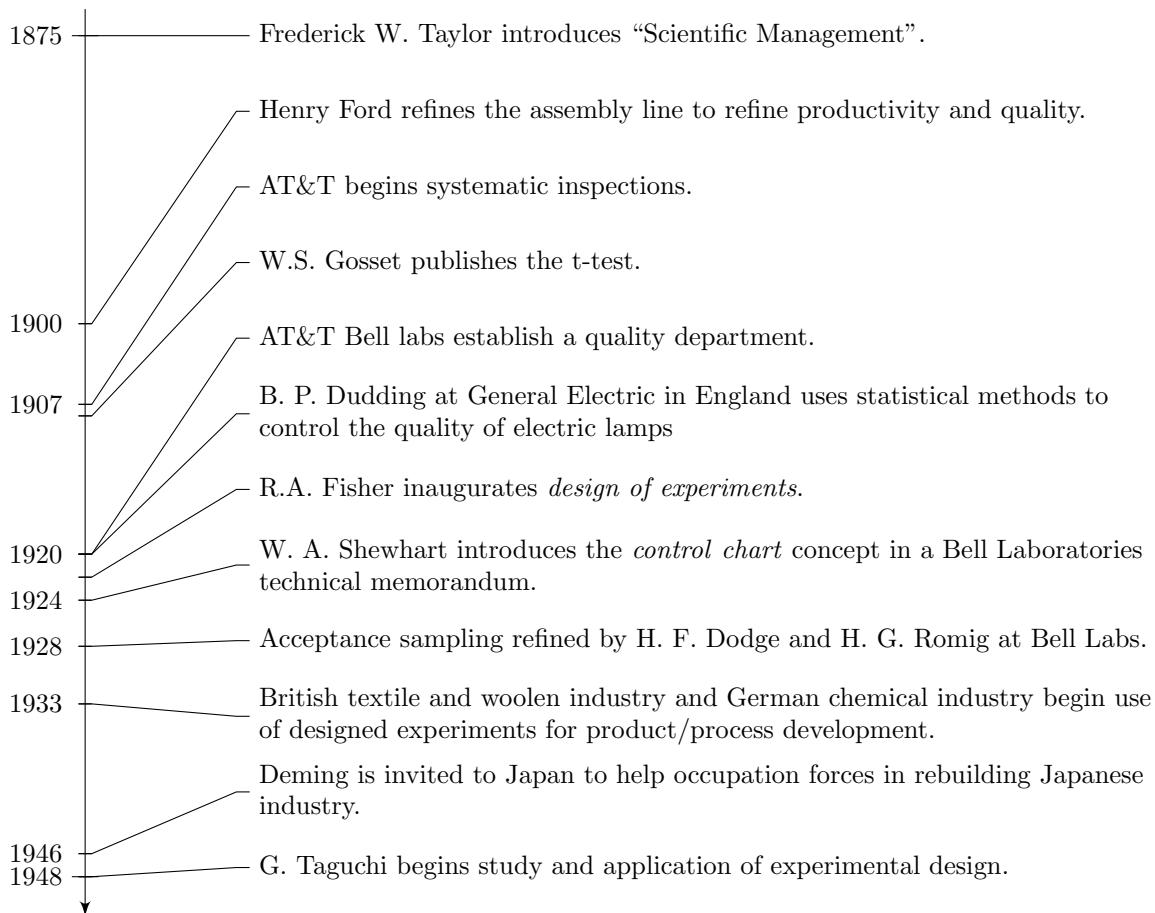 1875 Frederick W. Taylor introduces “Scientific Management”.
Henry Ford refines the assembly line to refine productivity and quality.
AT&T begins systematic inspections.
W.S. Gosset publishes the t-test.
1900
AT&T Bell labs establish a quality department.
1907
B. P. Dudding at General Electric in England uses statistical methods to
control the quality of electric lamps
R.A. Fisher inaugurates design of experiments.
1920
W. A. Shewhart introduces the control chart concept in a Bell Laboratories
technical memorandum.
1924
1928 Acceptance sampling refined by H. F. Dodge and H. G. Romig at Bell Labs.
1933
British textile and woolen industry and German chemical industry begin use
of designed experiments for product/process development.
Deming is invited to Japan to help occupation forces in rebuilding Japanese
industry.
1946
1948 G. Taguchi begins study and application of experimental design.